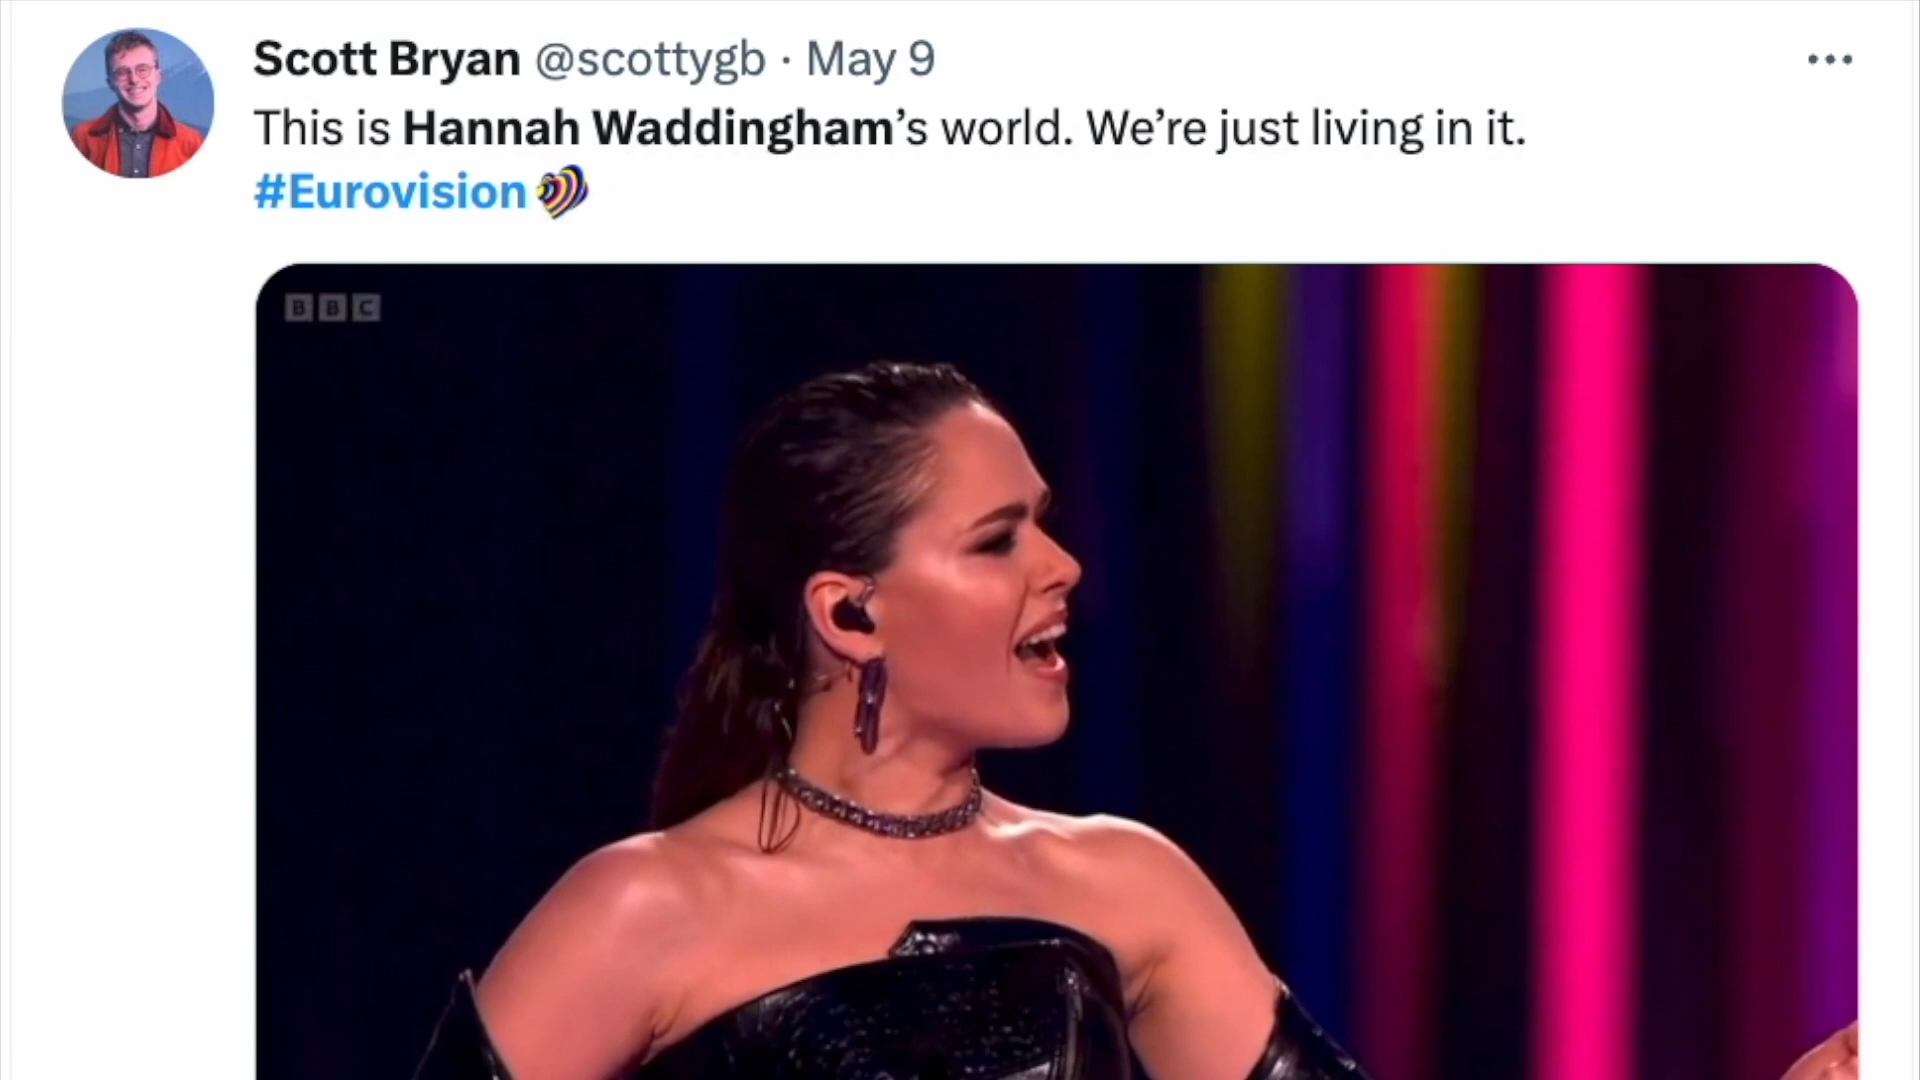 Scott Bryan @scottygb · May 9
This is Hannah Waddingham’s world. We’re just living in it.
#Eurovision
BBC